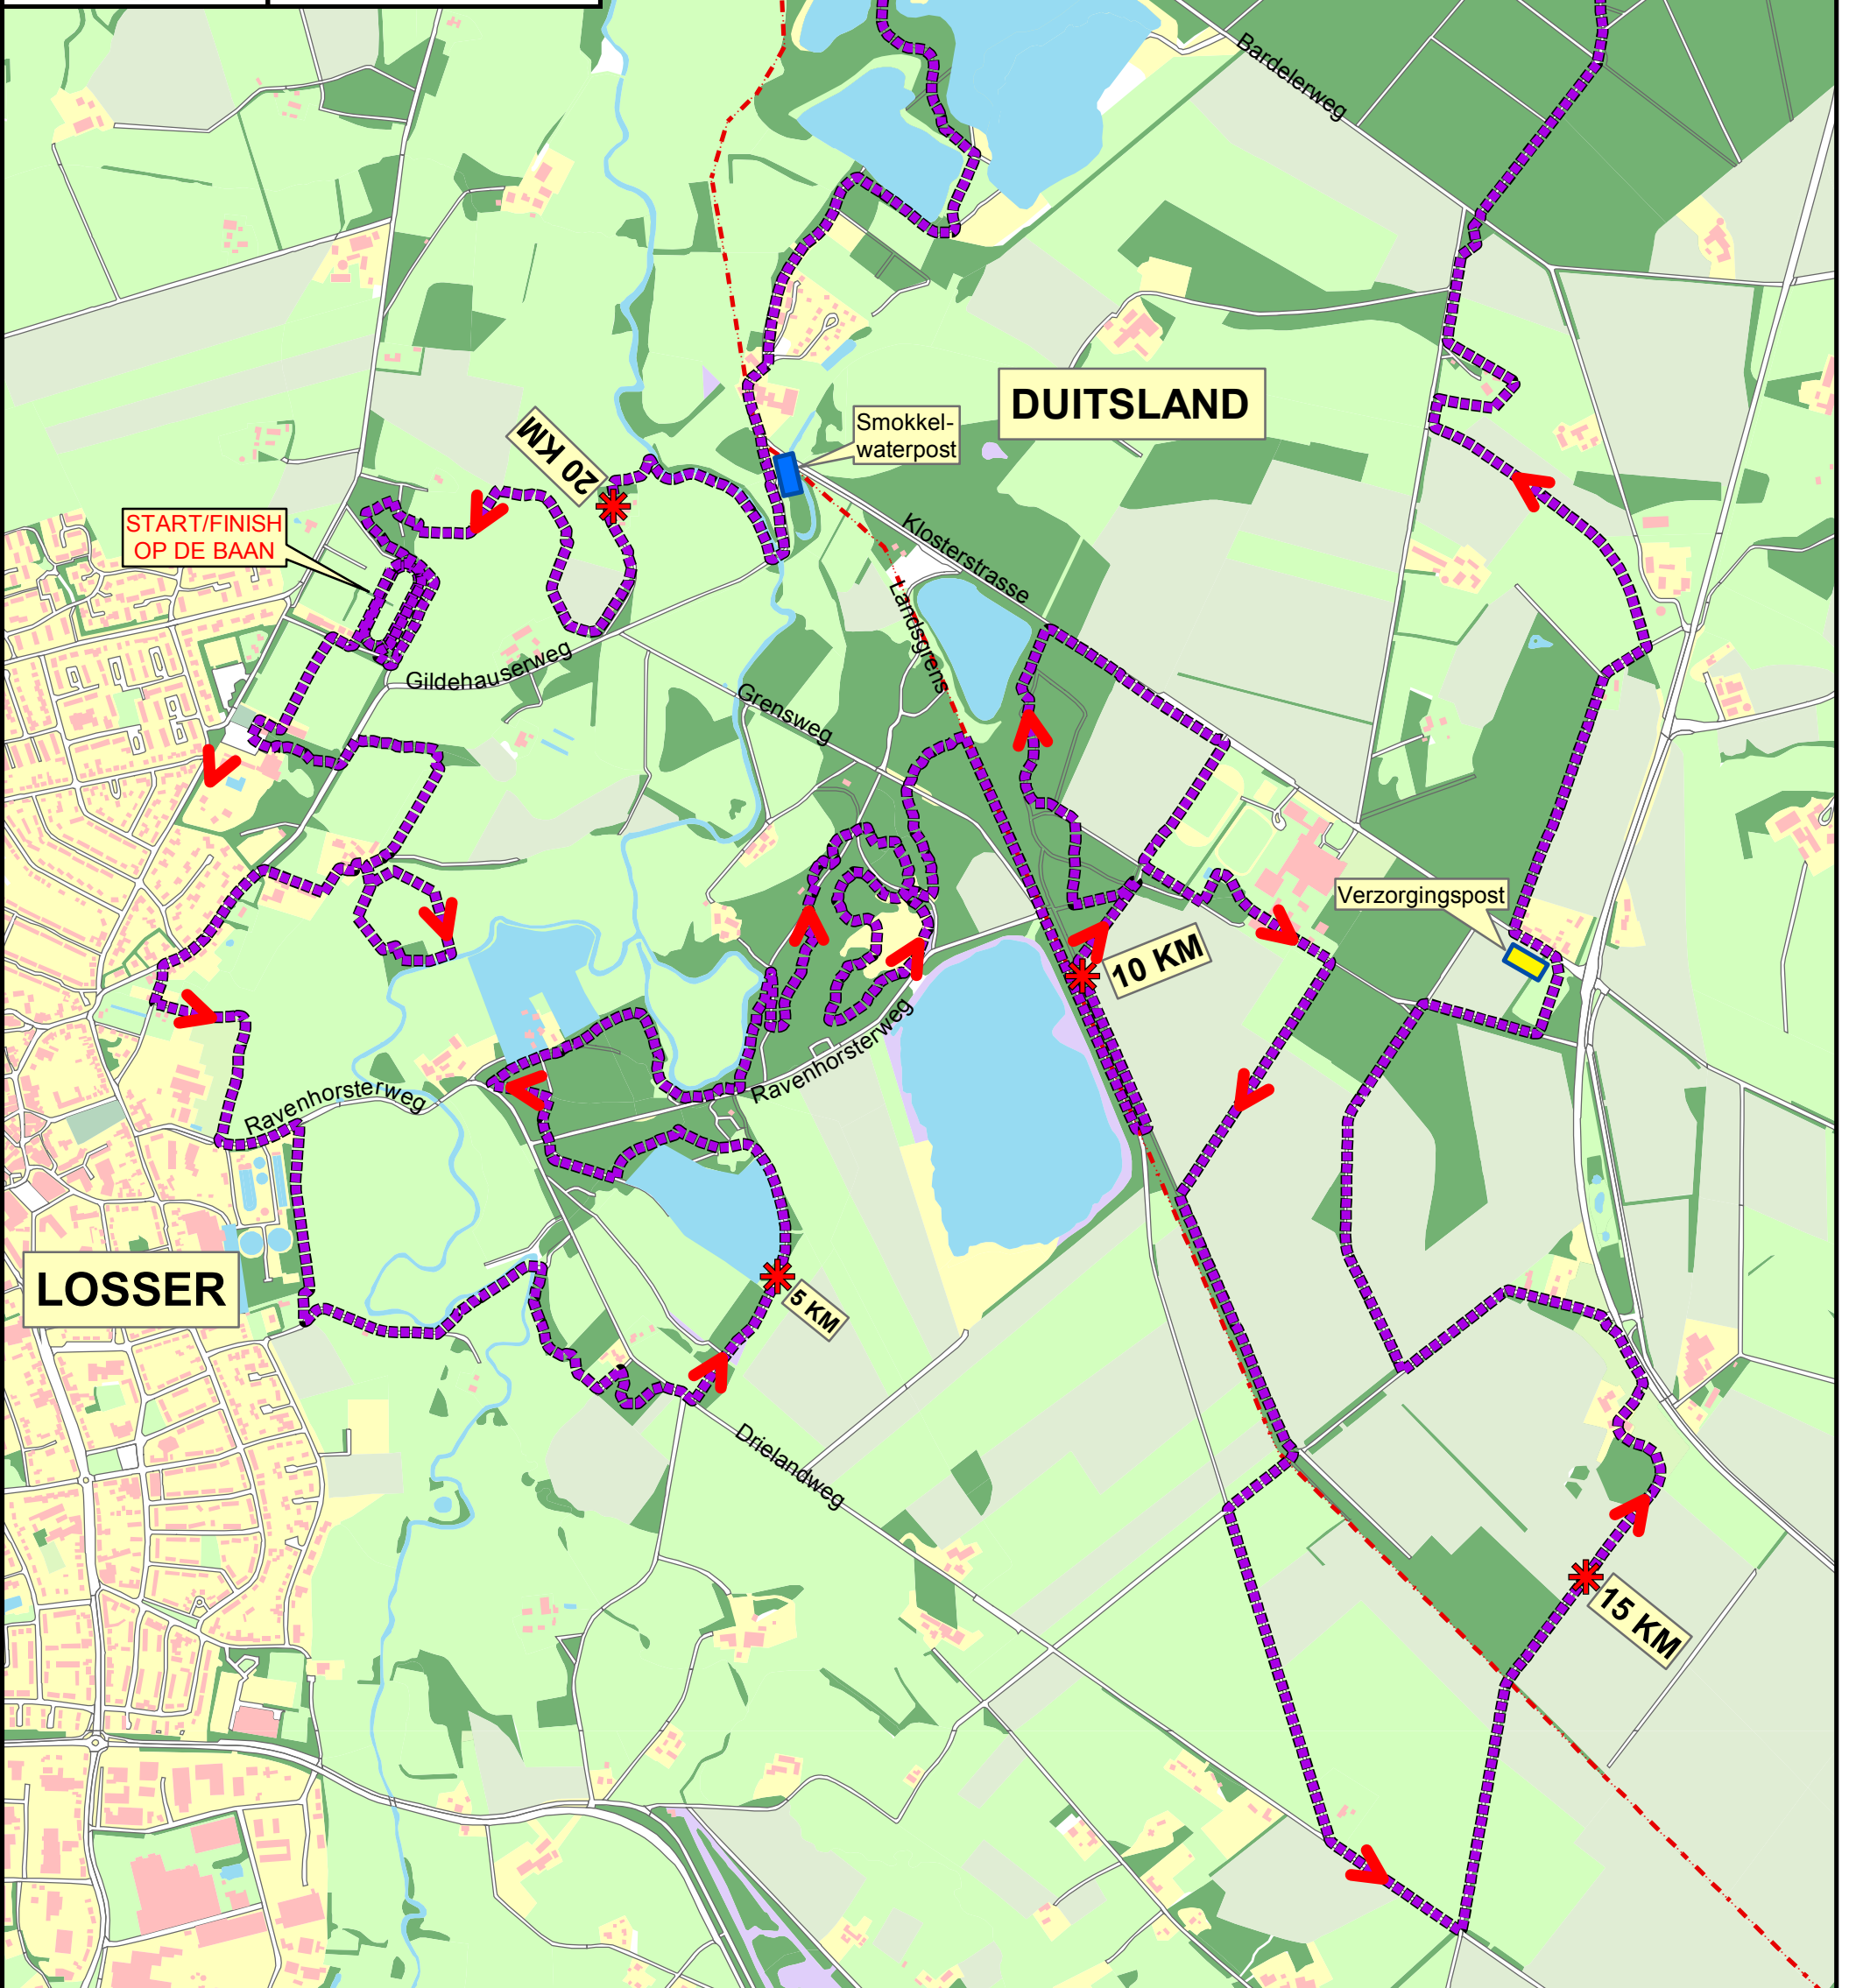 Bardelerweg
DUITSLAND
Smokkel-
waterpost
20 KM
START/FINISH
OP DE BAAN
Klosterstrasse
Landsgrens
Gildehauserweg
Grensweg
Verzorgingspost
10 KM
Ravenhorsterweg
Ravenhorsterweg
LOSSER
5 KM
Drielandweg
15 KM